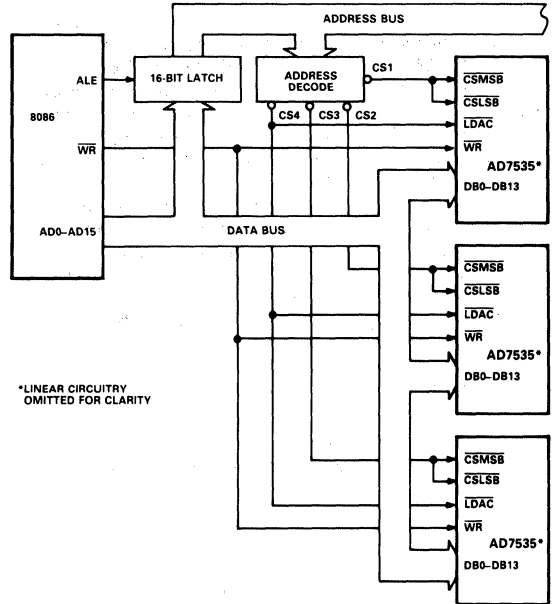 ADDRESS BUS
ALE
16-BIT LATCH
ADDRESS
DECODE
CS1
CSMSB
CSLSB
8086
CS4
CS3
CS2
LDAC
WR
WR
AD7535*
DB0–DB13
AD0–AD15
DATA BUS
CSMSB
CSLSB
LDAC
WR
AD7535*
DB0–DB13
*LINEAR CIRCUITRY
OMITTED FOR CLARITY
CSMSB
CSLSB
LDAC
WR
AD7535*
DB0–DB13